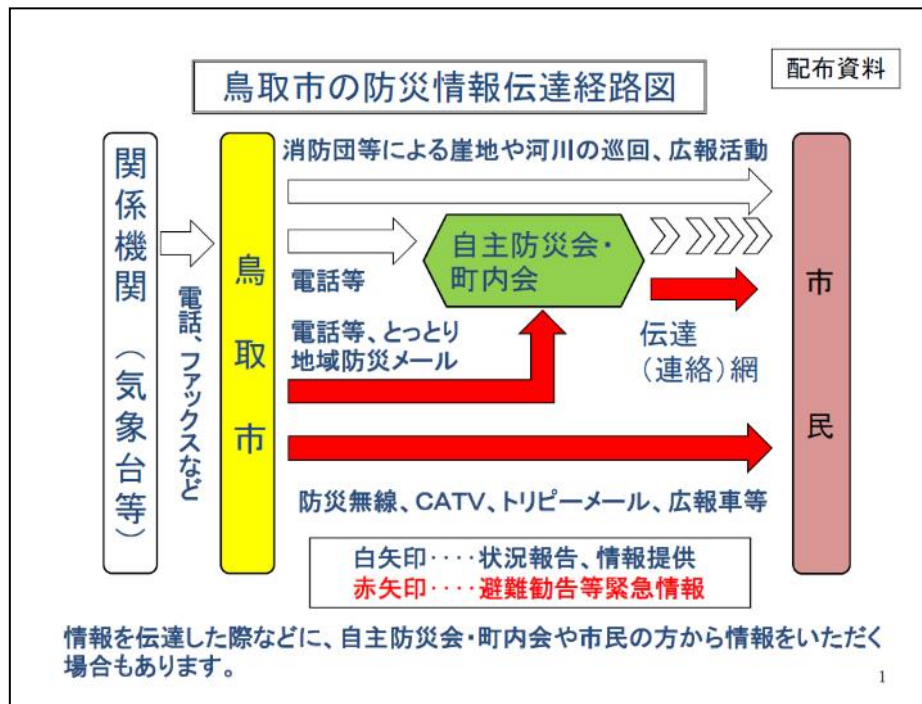 配布資料
鳥取市の防災情報伝達経路図
関係機関（気象台等）
電話、ファックスなど
鳥取市
消防団等による崖地や河川の巡回、広報活動
電話等
自主防災会・
町内会
電話等、とっとり
地域防災メール
伝達
（連絡）網
防災無線、CATV、トリピーメール、広報車等
市民
白矢印‥‥状況報告、情報提供
赤矢印‥‥避難勧告等緊急情報
情報を伝達した際などに、自主防災会・町内会や市民の方から情報をいただく
場合もあります。
1